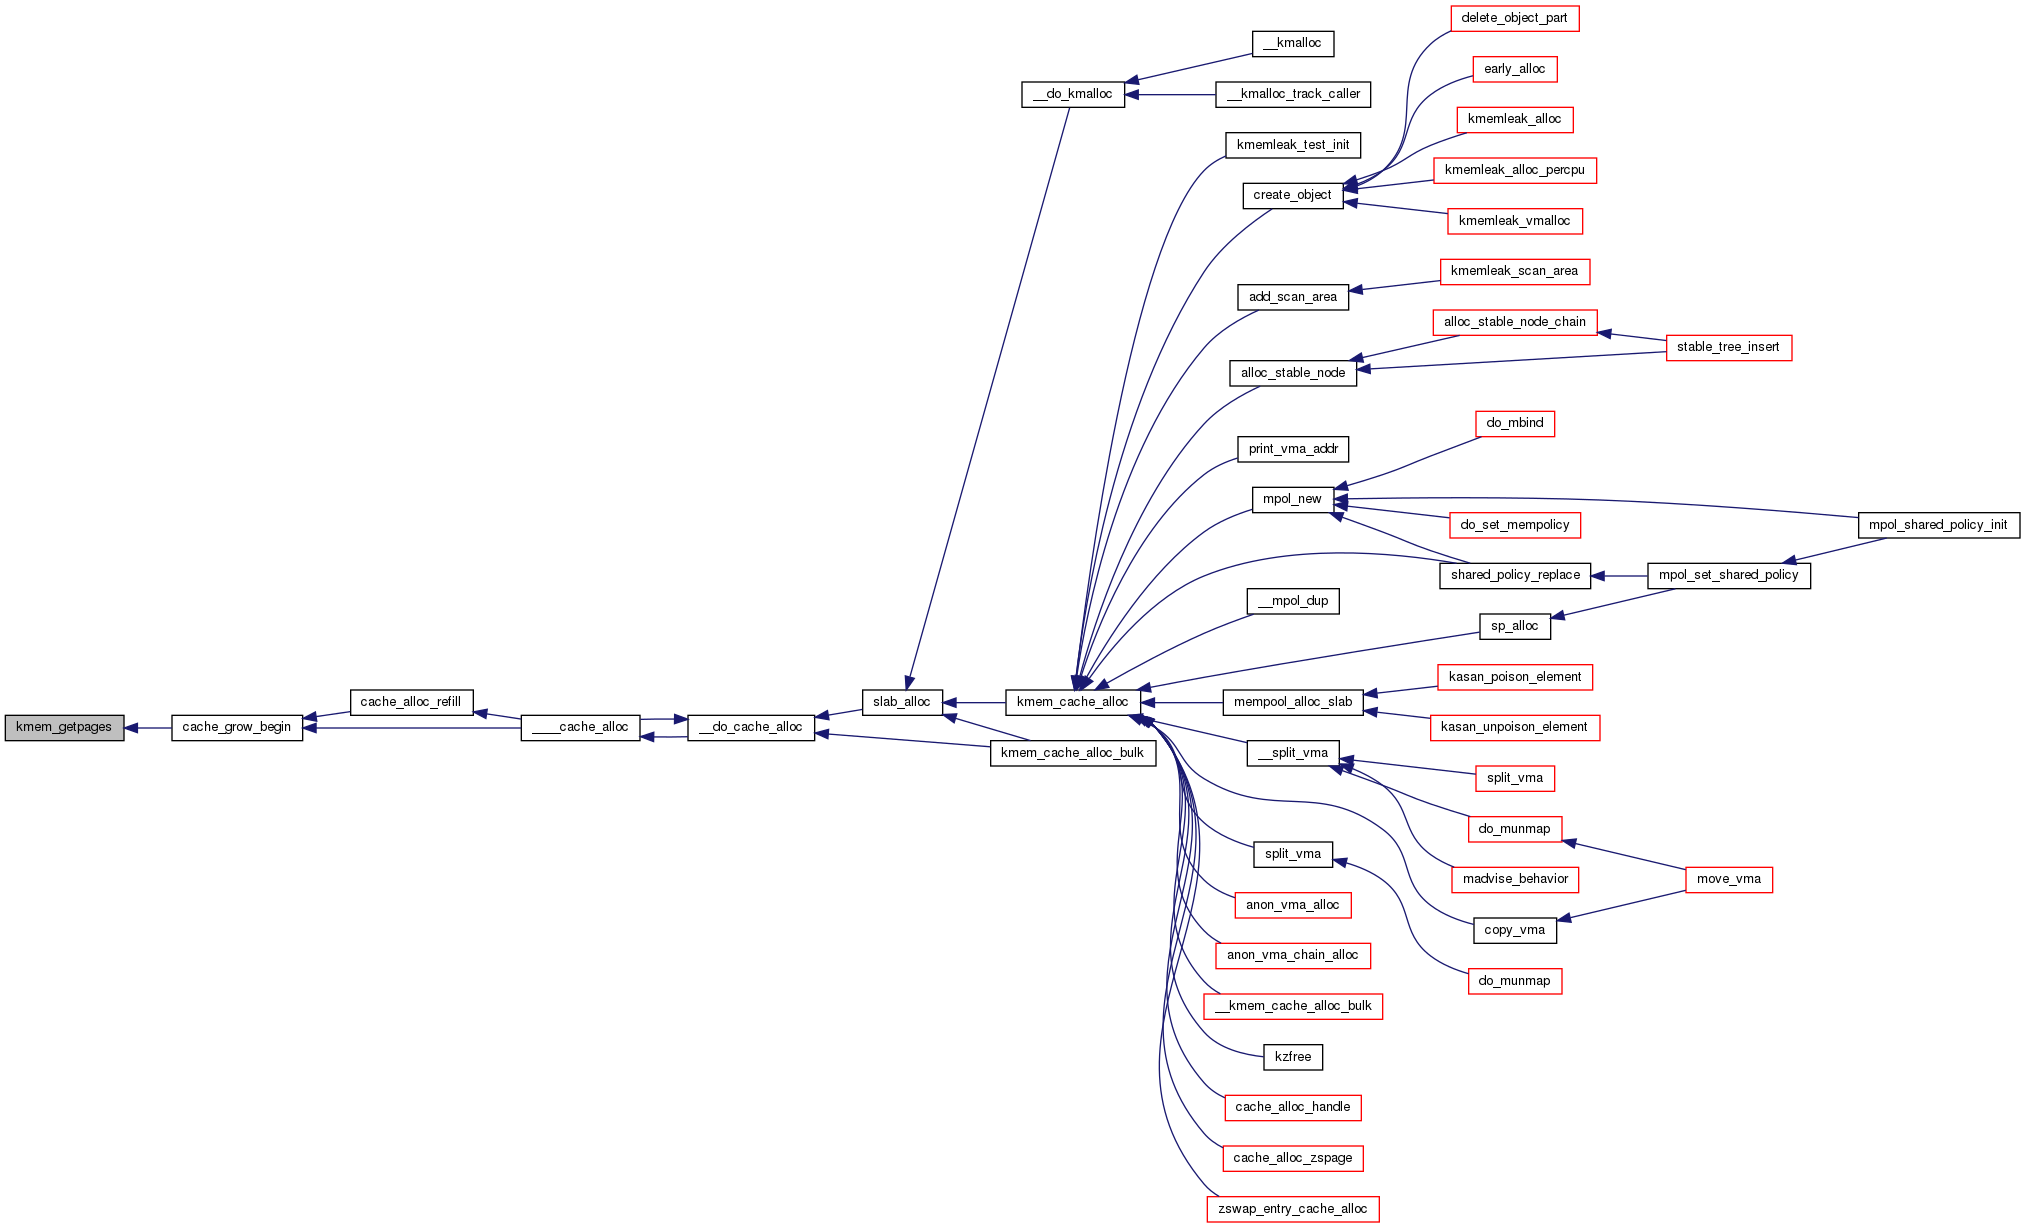 delete_object_part
__kmalloc
early_alloc
__do_kmalloc
__kmalloc_track_caller
kmemleak_alloc
kmemleak_test_init
kmemleak_alloc_percpu
create_object
kmemleak_vmalloc
kmemleak_scan_area
add_scan_area
alloc_stable_node_chain
stable_tree_insert
alloc_stable_node
do_mbind
print_vma_addr
mpol_new
do_set_mempolicy
mpol_shared_policy_init
shared_policy_replace
mpol_set_shared_policy
__mpol_dup
sp_alloc
kasan_poison_element
cache_alloc_refill
slab_alloc
kmem_cache_alloc
mempool_alloc_slab
kmem_getpages
cache_grow_begin
____cache_alloc
__do_cache_alloc
kasan_unpoison_element
kmem_cache_alloc_bulk
__split_vma
split_vma
do_munmap
split_vma
madvise_behavior
move_vma
anon_vma_alloc
copy_vma
anon_vma_chain_alloc
do_munmap
__kmem_cache_alloc_bulk
kzfree
cache_alloc_handle
cache_alloc_zspage
zswap_entry_cache_alloc